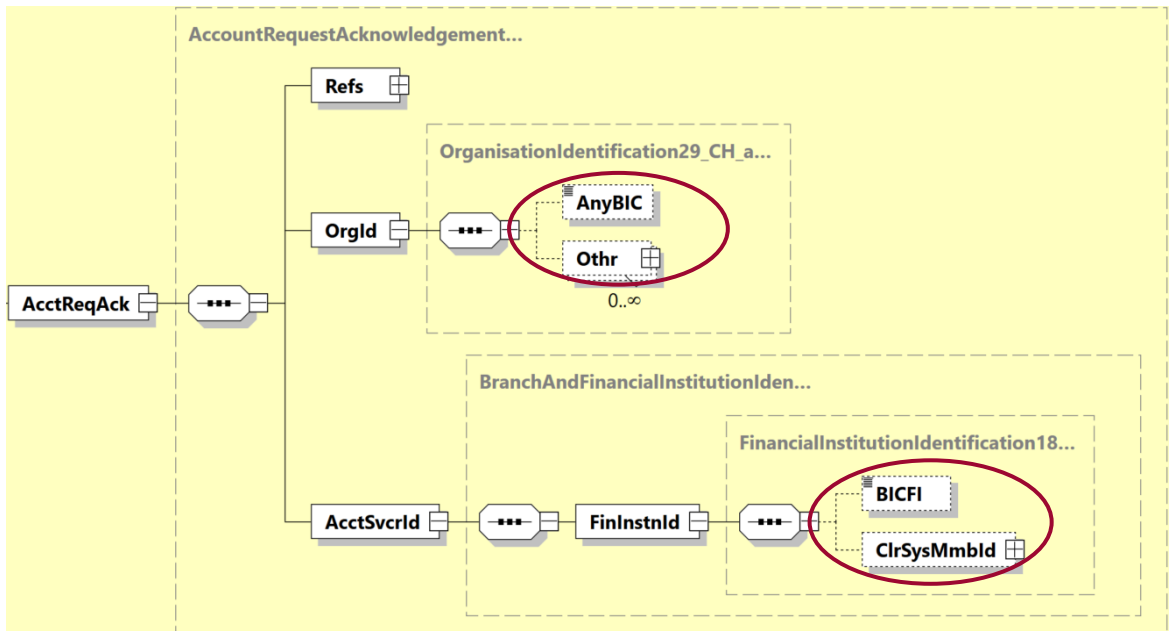 AccountRequestAcknowledgement...
Refs
OrganisationIdentification29_CH_a...
AnyBIC
OrgId
Othr
0..∞
AcctReqAck
BranchAndFinancialInstitutionIden...
FinancialInstitutionIdentification18...
BICFI
AcctSvcrId
FinInstnId
ClrSysMmbId